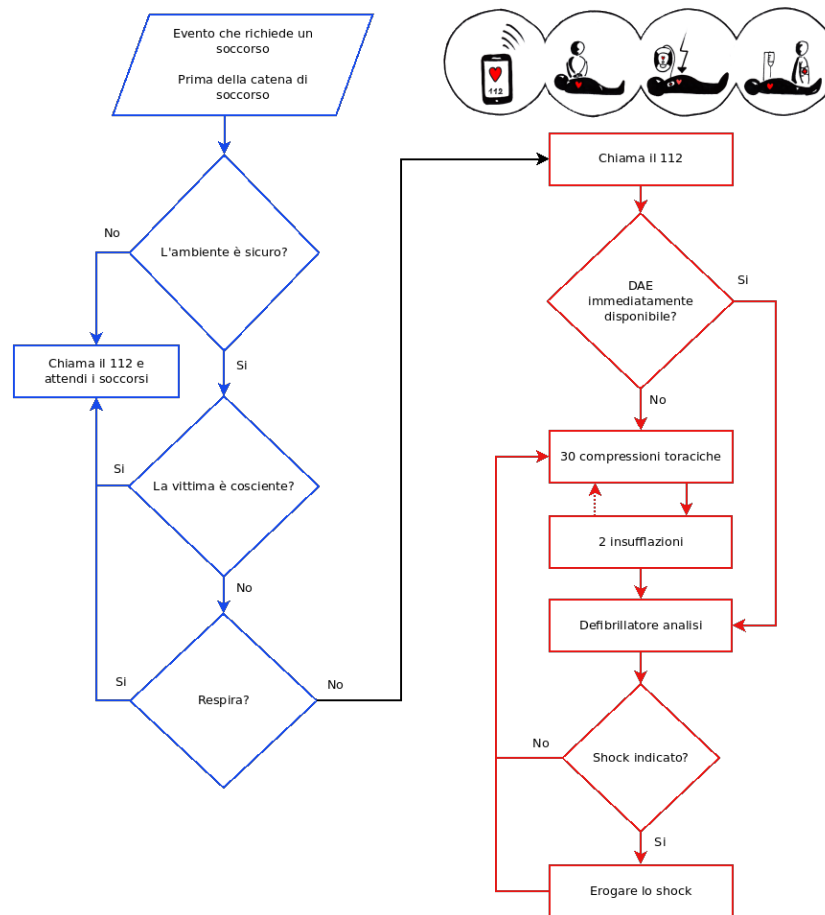 Evento che richiede un
soccorso
Prima della catena di
soccorso
112
Chiama il 112
L'ambiente è sicuro?
No
Si
DAE
immediatamente
disponibile?
Si
No
Chiama il 112 e
attendi i soccorsi
La vittima è cosciente?
Si
No
30 compressioni toraciche
2 insufflazioni
Defibrillatore analisi
Respira?
Si
No
Shock indicato?
No
Si
Erogare lo shock